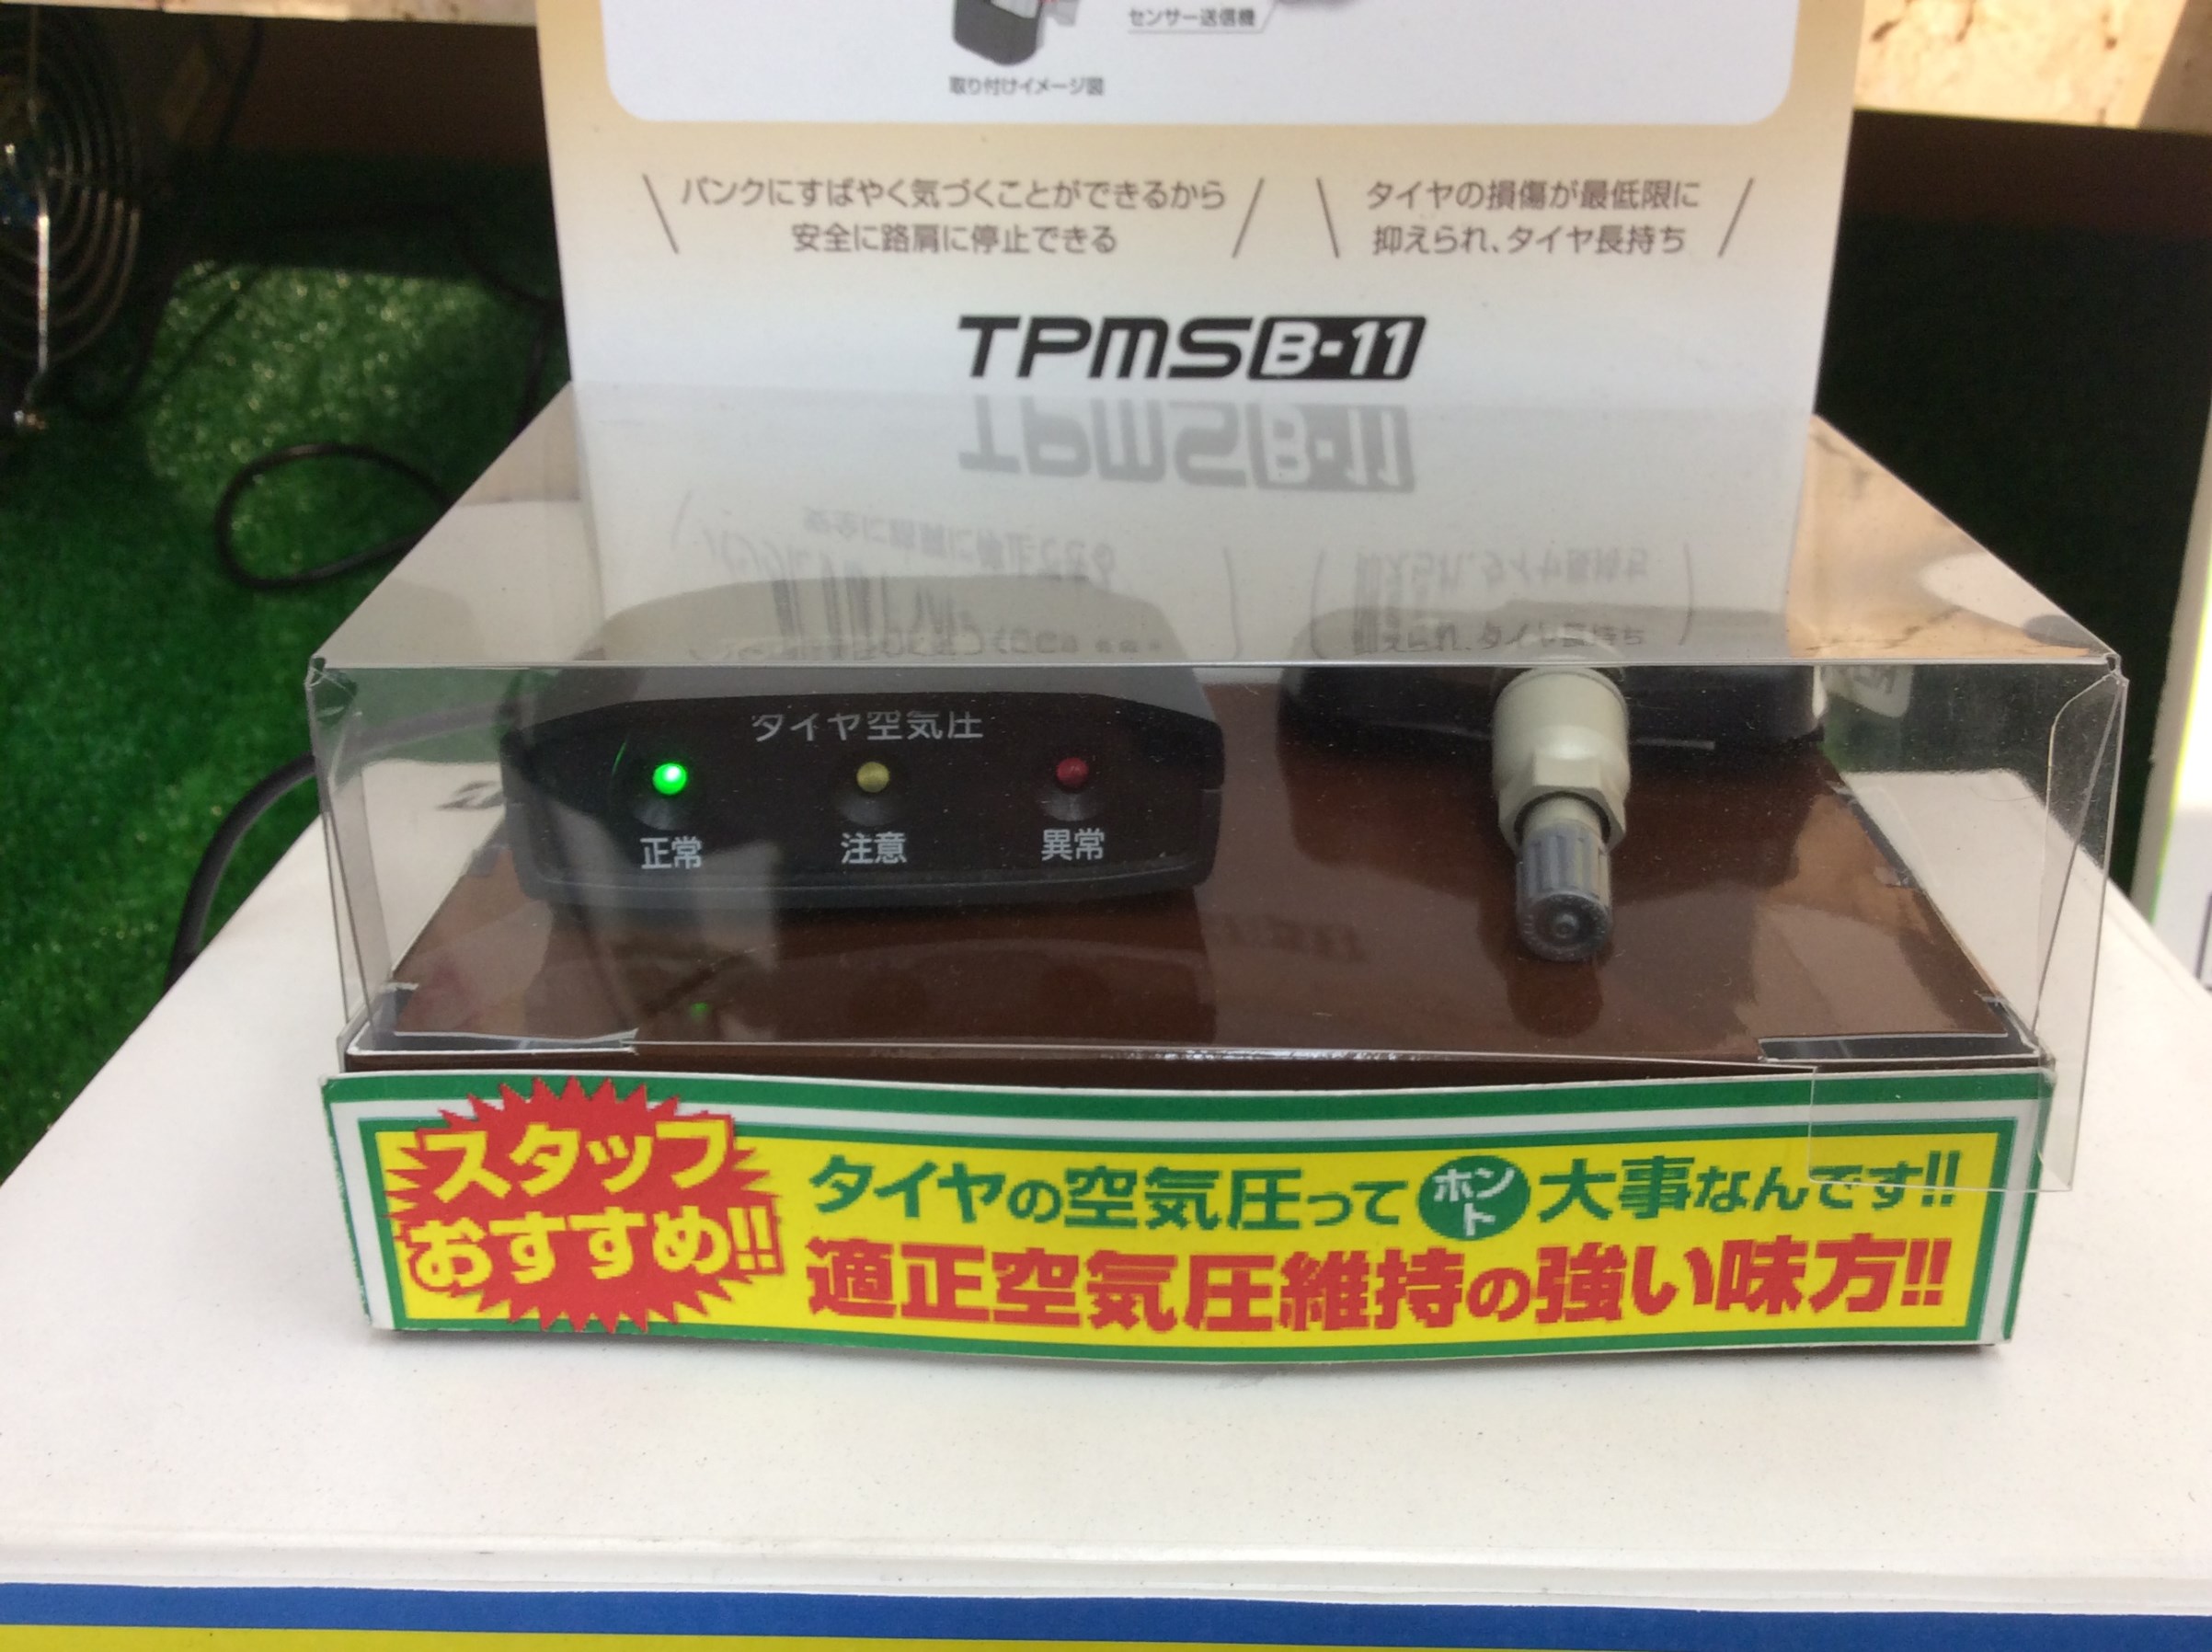 センサー送信機
取り付けイメージ図
パンクにすばやく気づくことができるから
安全に路肩に停止できる
タイヤの損傷が最低限に
抑えられ、タイヤ長持ち
TPMS B-11
タイヤ空気圧
正常 注意 異常
スタッフ
おすすめ!!
タイヤの空気圧ってホント大事なんです!!
適正空気圧維持の強い味方!!